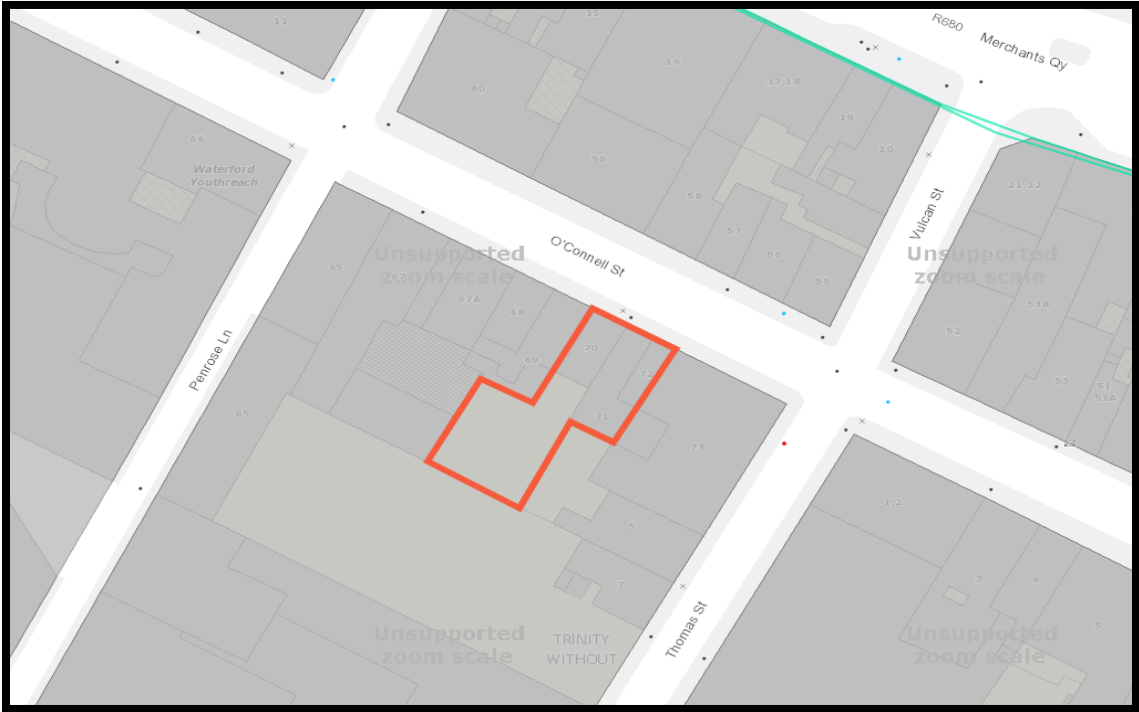 11
15
R680
Merchants Qy
16
17,18
60
19
66
Waterford
Youthreach
59
20
21,22
58
Vulcan St
57
O'Connell St
Unsupported
zoom scale
Unsupported
zoom scale
56
65
67
55
67A
53A
68
52
70
69
72
Penrose Ln
53
51,
51A
65
71
73
1,2
5
7
3
4
Thomas St
5
Unsupported
zoom scale
TRINITY
WITHOUT
Unsupported
zoom scale